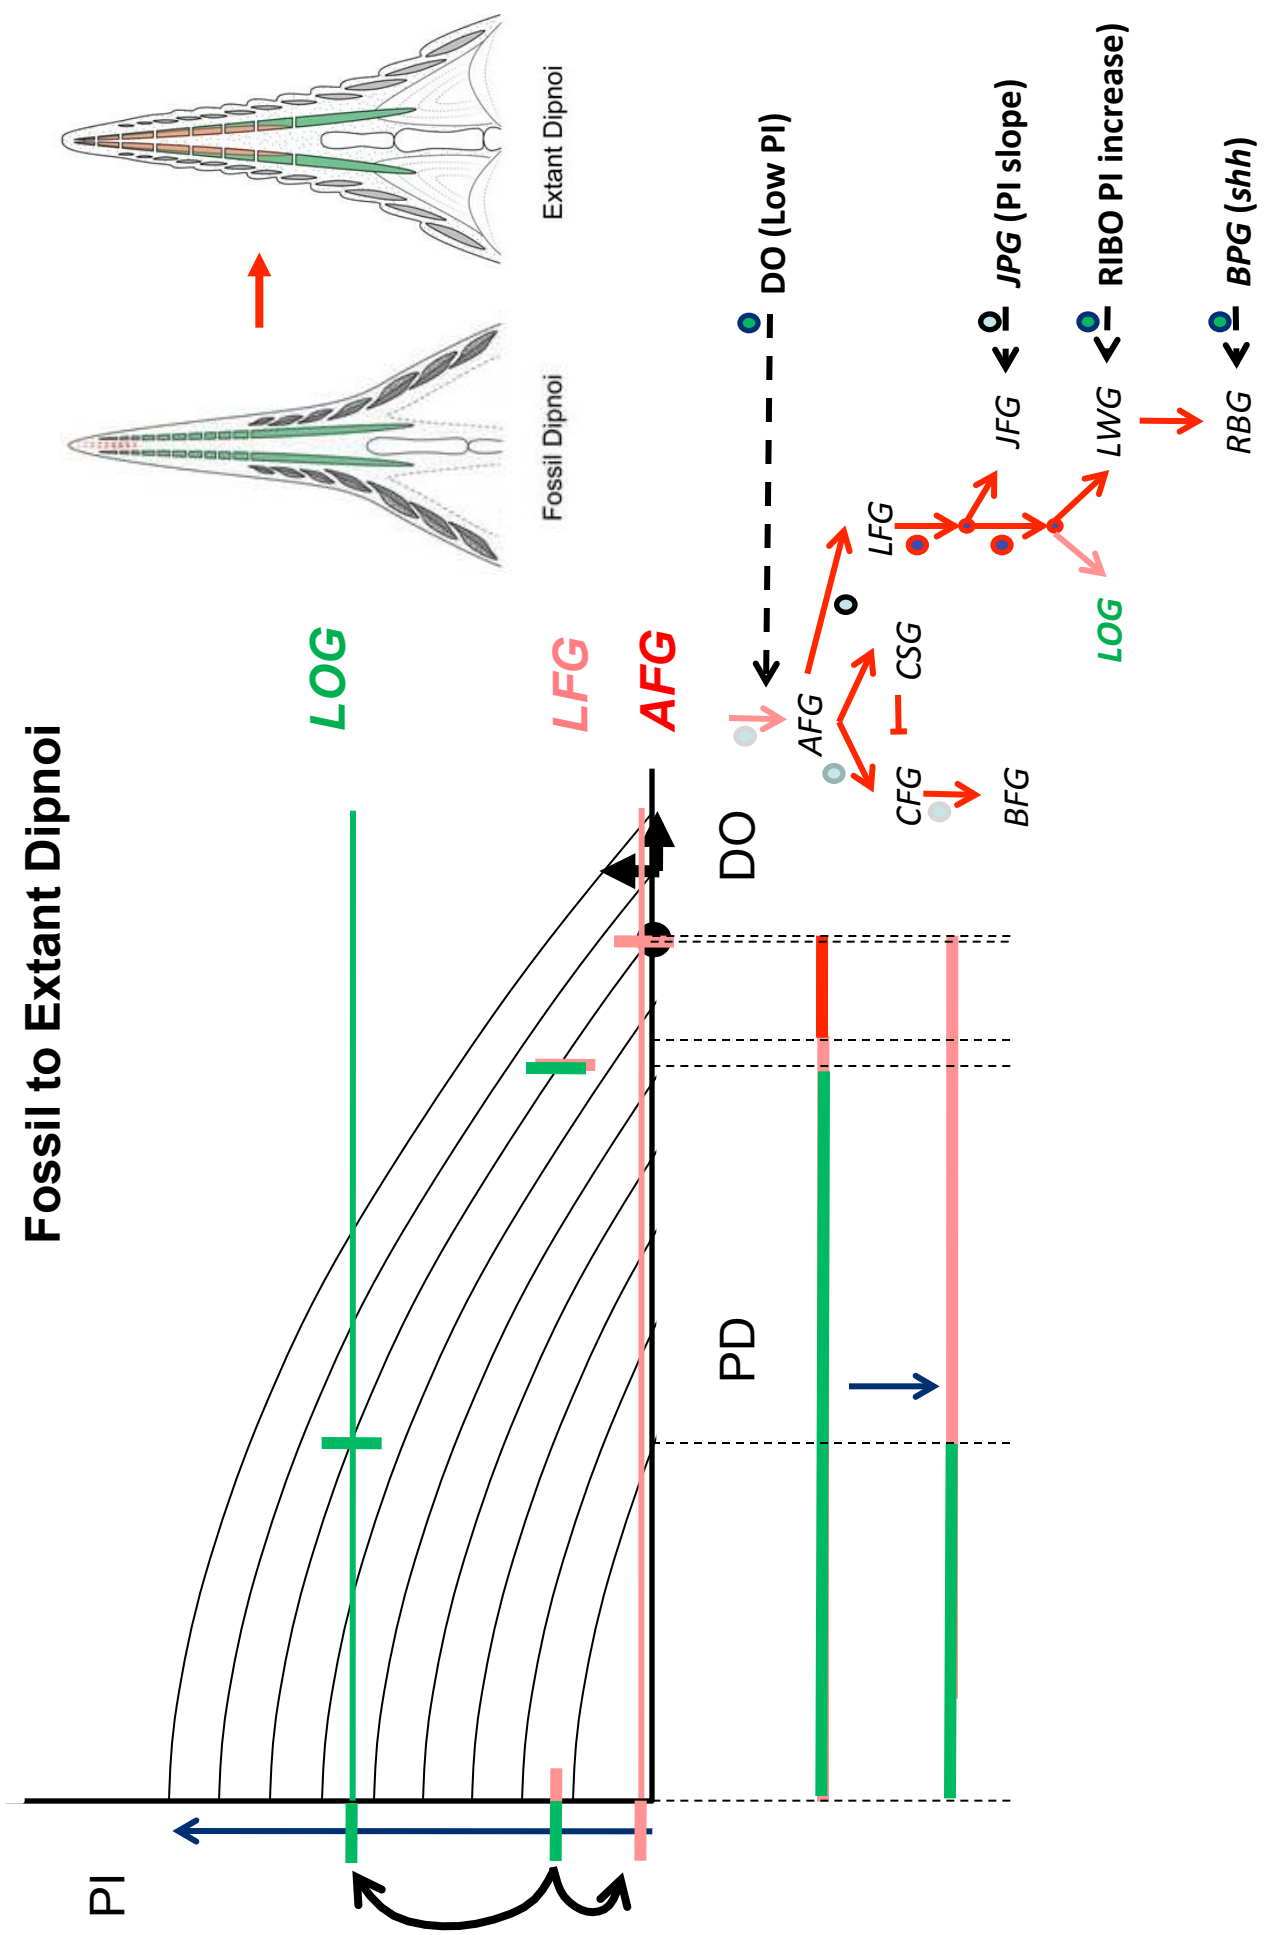 Fossil to Extant Dipnoi
Fossil Dipnoi
Extant Dipnoi
PI
LOG
LFG
AFG
PD
DO
DO (Low PI)
AFG
LFG
CFG
CSG
BFG
JFG
JPG (PI slope)
LOG
LWG
RIBO PI increase)
RBG
BPG (shh)